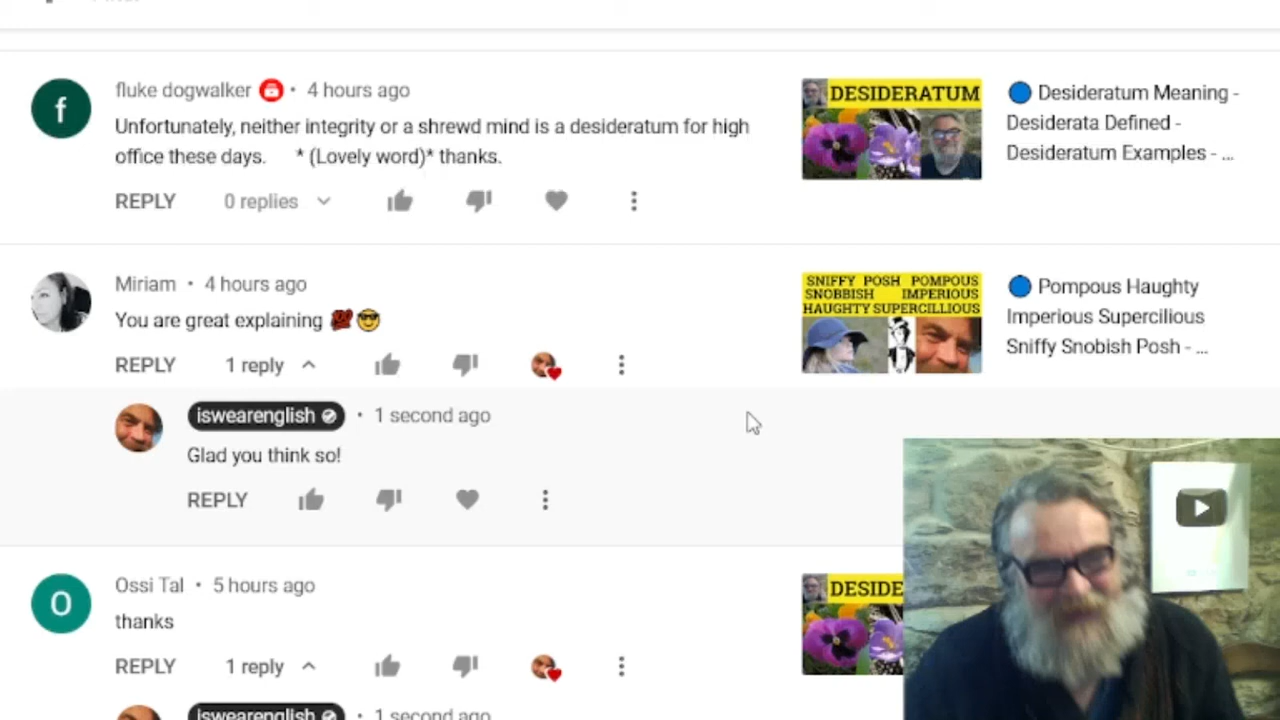 fluke dogwalker • 4 hours ago
Unfortunately, neither integrity or a shrewd mind is a desideratum for high
office these days. * (Lovely word)* thanks.
REPLY 0 replies
DESIDERATUM
🔵 Desideratum Meaning -
Desiderata Defined -
Desideratum Examples - ...
Miriam • 4 hours ago
You are great explaining 💯😎
REPLY 1 reply
SNIFFY POSH POMPOUS
SNOBBISH IMPERIOUS
HAUGHTY SUPERCILLIOUS
🔵 Pompous Haughty
Imperious Supercilious
Sniffy Snobish Posh - ...
iswearenglish • 1 second ago
Glad you think so!
REPLY
Ossi Tal • 5 hours ago
thanks
REPLY 1 reply
DESIDE
iswearenglish • 1 second ago